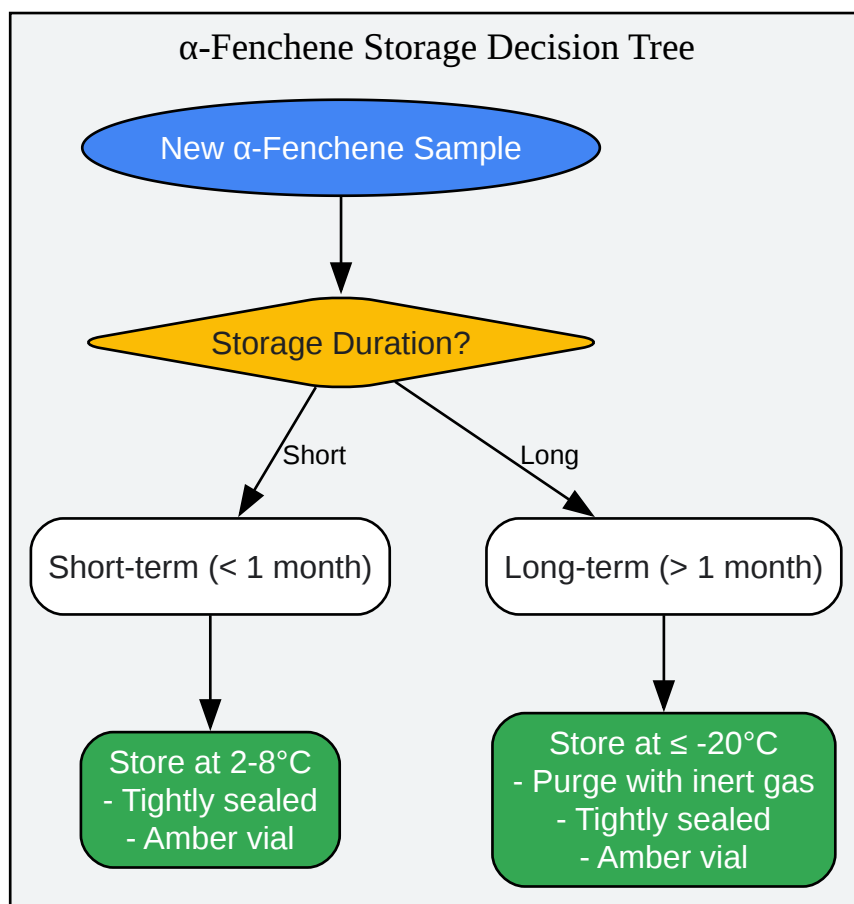 α-Fenchene Storage Decision Tree
New α-Fenchene Sample
Storage Duration?
Short
Long
Short-term (< 1 month)
Long-term (> 1 month)
Store at 2-8°C
- Tightly sealed
- Amber vial
Store at ≤ -20°C
- Purge with inert gas
- Tightly sealed
- Amber vial